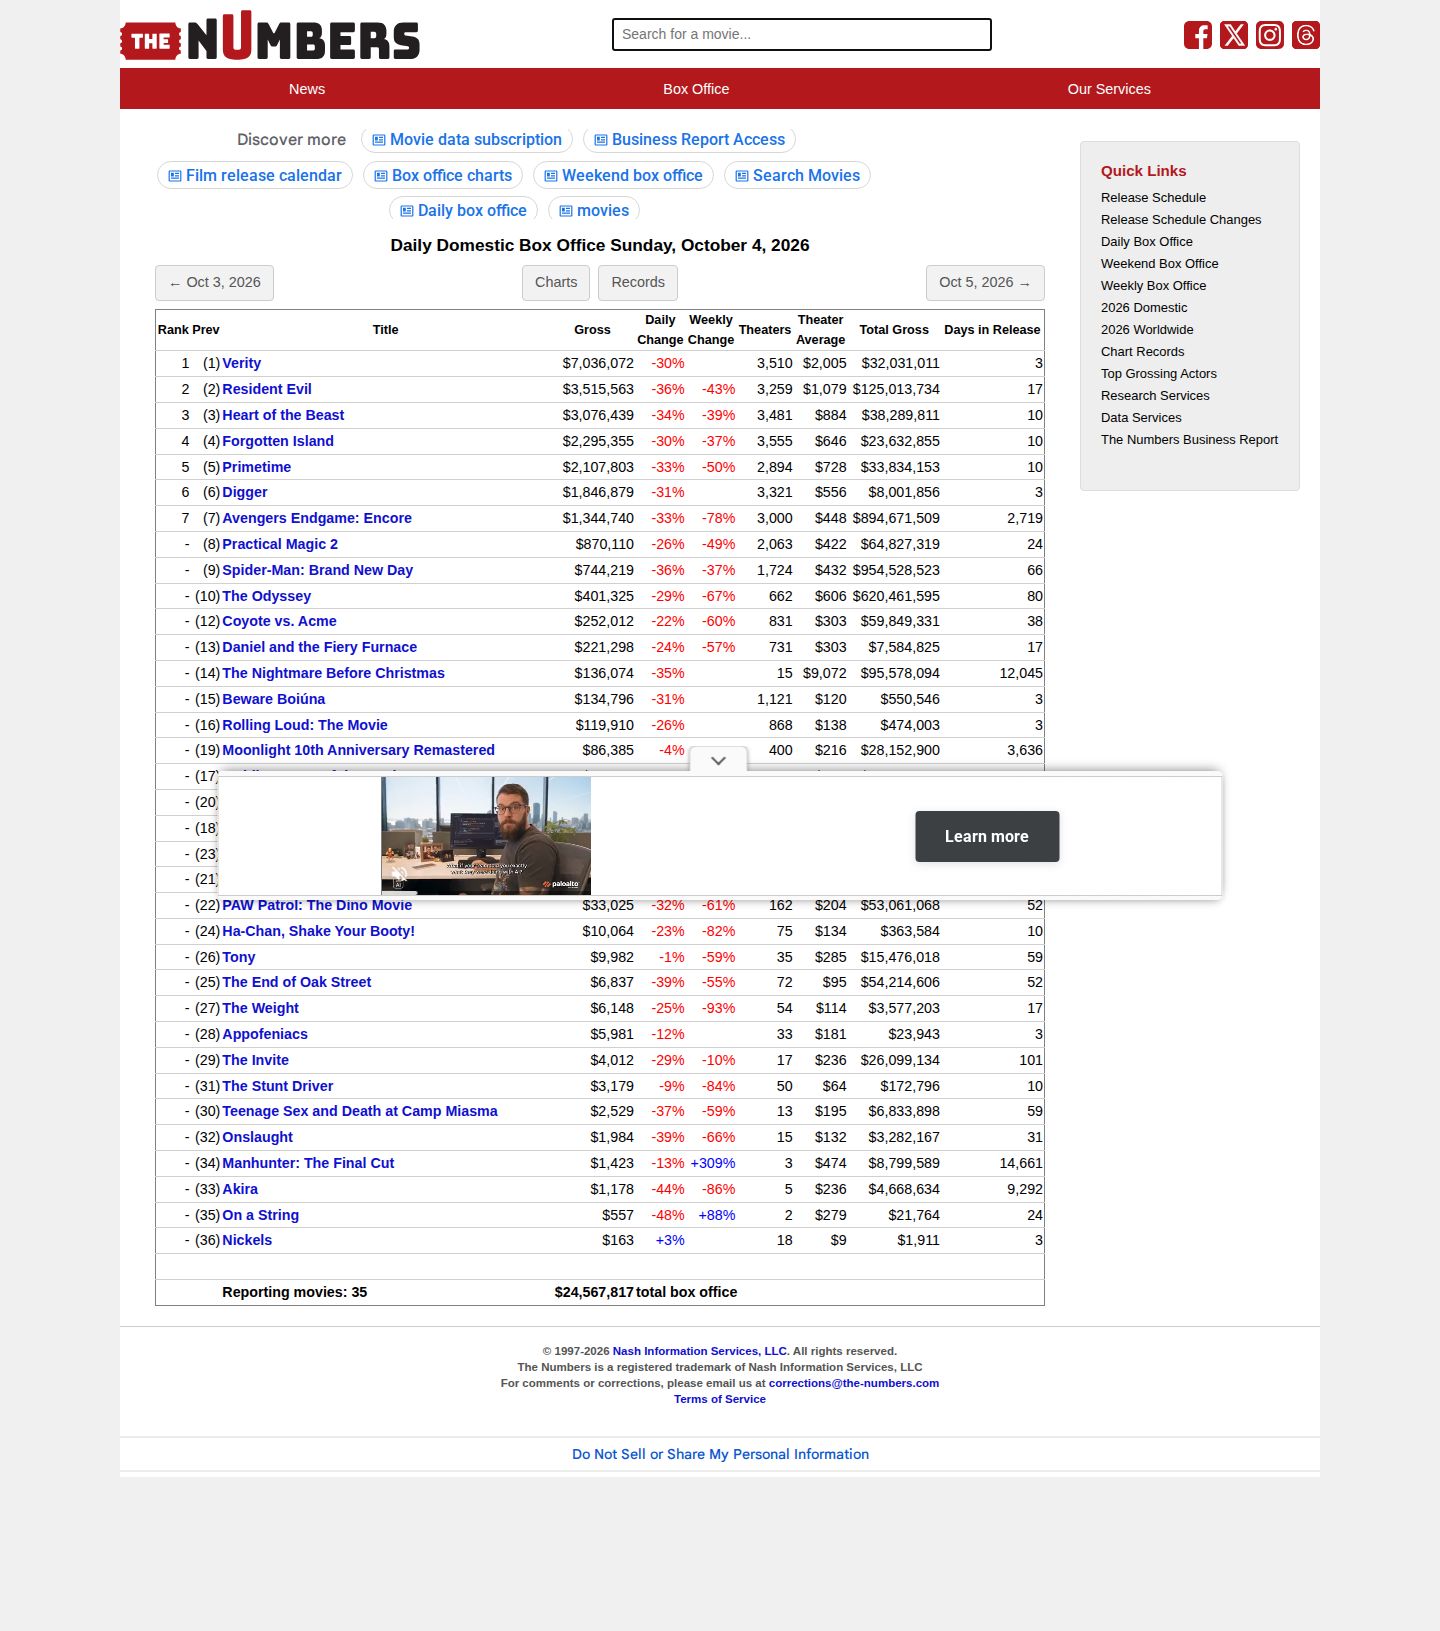 THE NUMBERS
Search for a movie...
News Box Office Our Services
Discover more Movie data subscription Business Report Access
Film release calendar Box office charts Weekend box office Search Movies
Daily box office movies
Quick Links
Release Schedule
Release Schedule Changes
Daily Box Office
Weekend Box Office
Weekly Box Office
2026 Domestic
2026 Worldwide
Chart Records
Top Grossing Actors
Research Services
Data Services
The Numbers Business Report
Daily Domestic Box Office Sunday, October 4, 2026
← Oct 3, 2026 Charts Records Oct 5, 2026 →
Rank Prev Title Gross Daily Change Weekly Change Theaters Theater Average Total Gross Days in Release
1 (1) Verity $7,036,072 -30% 3,510 $2,005 $32,031,011 3
2 (2) Resident Evil $3,515,563 -36% -43% 3,259 $1,079 $125,013,734 17
3 (3) Heart of the Beast $3,076,439 -34% -39% 3,481 $884 $38,289,811 10
4 (4) Forgotten Island $2,295,355 -30% -37% 3,555 $646 $23,632,855 10
5 (5) Primetime $2,107,803 -33% -50% 2,894 $728 $33,834,153 10
6 (6) Digger $1,846,879 -31% 3,321 $556 $8,001,856 3
7 (7) Avengers Endgame: Encore $1,344,740 -33% -78% 3,000 $448 $894,671,509 2,719
- (8) Practical Magic 2 $870,110 -26% -49% 2,063 $422 $64,827,319 24
- (9) Spider-Man: Brand New Day $744,219 -36% -37% 1,724 $432 $954,528,523 66
- (10) The Odyssey $401,325 -29% -67% 662 $606 $620,461,595 80
- (12) Coyote vs. Acme $252,012 -22% -60% 831 $303 $59,849,331 38
- (13) Daniel and the Fiery Furnace $221,298 -24% -57% 731 $303 $7,584,825 17
- (14) The Nightmare Before Christmas $136,074 -35% 15 $9,072 $95,578,094 12,045
- (15) Beware Boiúna $134,796 -31% 1,121 $120 $550,546 3
- (16) Rolling Loud: The Movie $119,910 -26% 868 $138 $474,003 3
- (19) Moonlight 10th Anniversary Remastered $86,385 -4% 400 $216 $28,152,900 3,636
- (17)
- (20)
- (18)
- (23)
- (21)
paloalto
Learn more
- (22) PAW Patrol: The Dino Movie $33,025 -32% -61% 162 $204 $53,061,068 52
- (24) Ha-Chan, Shake Your Booty! $10,064 -23% -82% 75 $134 $363,584 10
- (26) Tony $9,982 -1% -59% 35 $285 $15,476,018 59
- (25) The End of Oak Street $6,837 -39% -55% 72 $95 $54,214,606 52
- (27) The Weight $6,148 -25% -93% 54 $114 $3,577,203 17
- (28) Appofeniacs $5,981 -12% 33 $181 $23,943 3
- (29) The Invite $4,012 -29% -10% 17 $236 $26,099,134 101
- (31) The Stunt Driver $3,179 -9% -84% 50 $64 $172,796 10
- (30) Teenage Sex and Death at Camp Miasma $2,529 -37% -59% 13 $195 $6,833,898 59
- (32) Onslaught $1,984 -39% -66% 15 $132 $3,282,167 31
- (34) Manhunter: The Final Cut $1,423 -13% +309% 3 $474 $8,799,589 14,661
- (33) Akira $1,178 -44% -86% 5 $236 $4,668,634 9,292
- (35) On a String $557 -48% +88% 2 $279 $21,764 24
- (36) Nickels $163 +3% 18 $9 $1,911 3
Reporting movies: 35 $24,567,817 total box office
© 1997-2026 Nash Information Services, LLC. All rights reserved.
The Numbers is a registered trademark of Nash Information Services, LLC
For comments or corrections, please email us at corrections@the-numbers.com
Terms of Service
Do Not Sell or Share My Personal Information